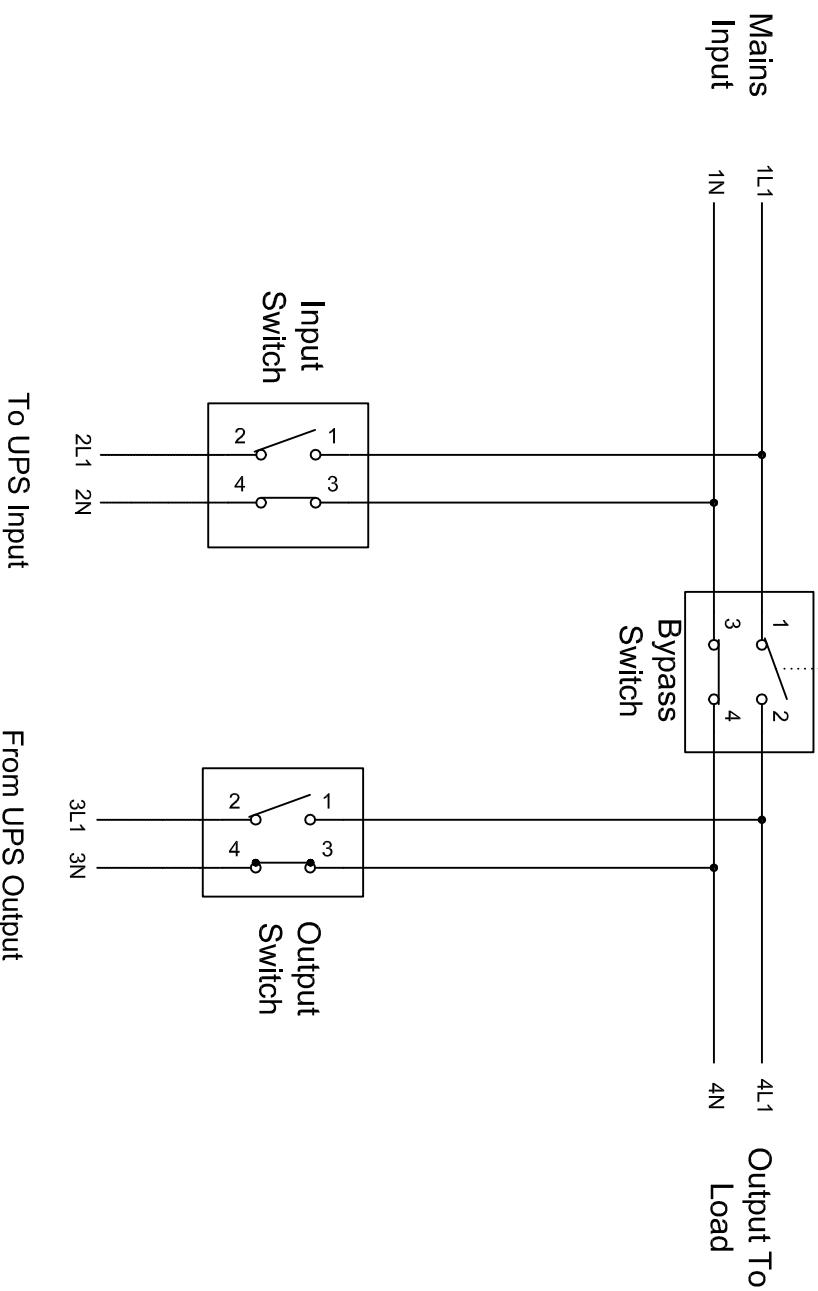 Mains
Input
1L1
1N
Input
Switch
1
2
3
4
2L1
2N
To UPS Input
1
2
3
4
Bypass
Switch
1
2
3
4
Output
Switch
3L1
3N
From UPS Output
4L1
4N
Output To
Load